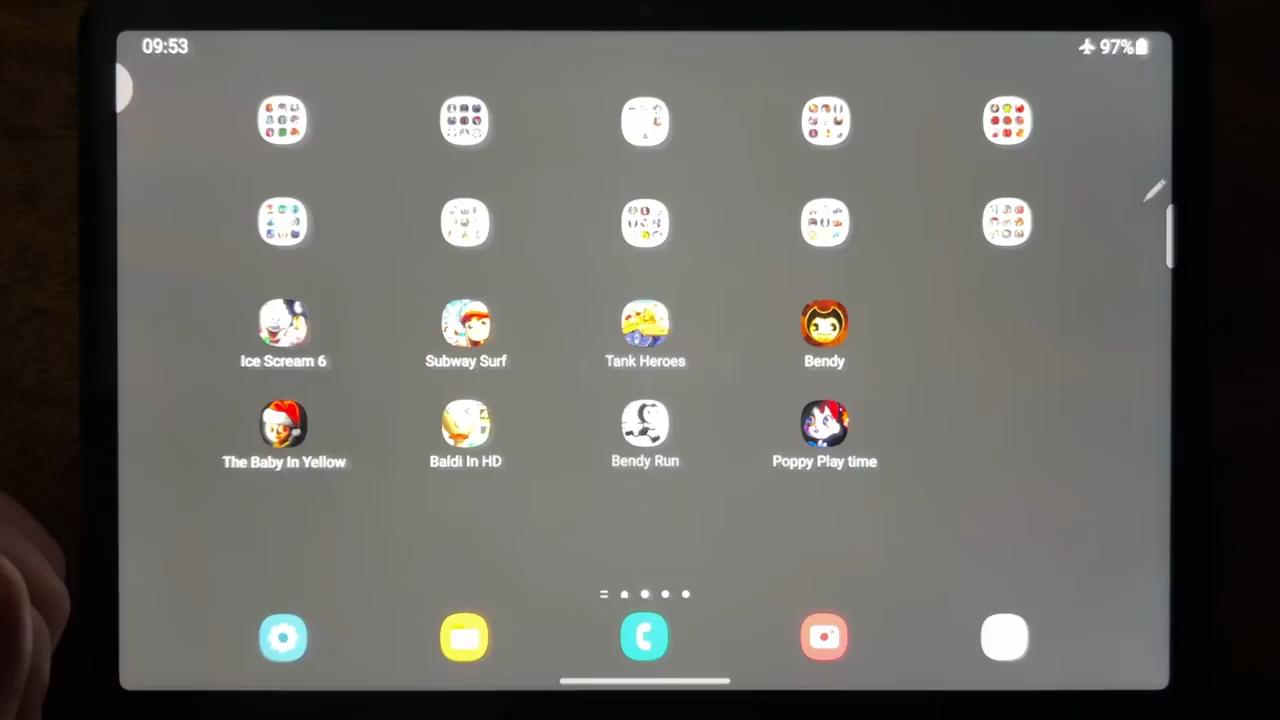 09:53
97%
Ice Scream 6
Subway Surf
Tank Heroes
Bendy
The Baby In Yellow
Baldi In HD
Bendy Run
Poppy Play time